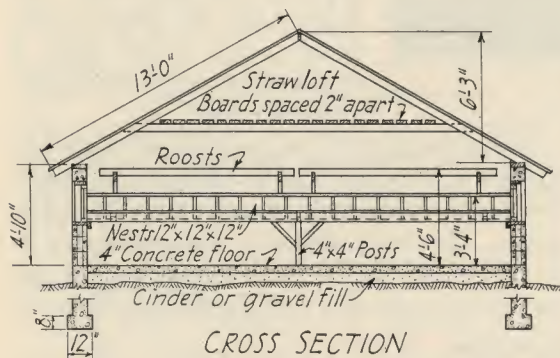 13'-0"
Straw loft
Boards spaced 2" apart
6'-3"
Roosts
4'-10"
Nests 12"x12"x12"
4" Concrete floor
4"x4" Posts
4'-6"
3'-4"
Cinder or gravel fill
8"
12"
CROSS SECTION